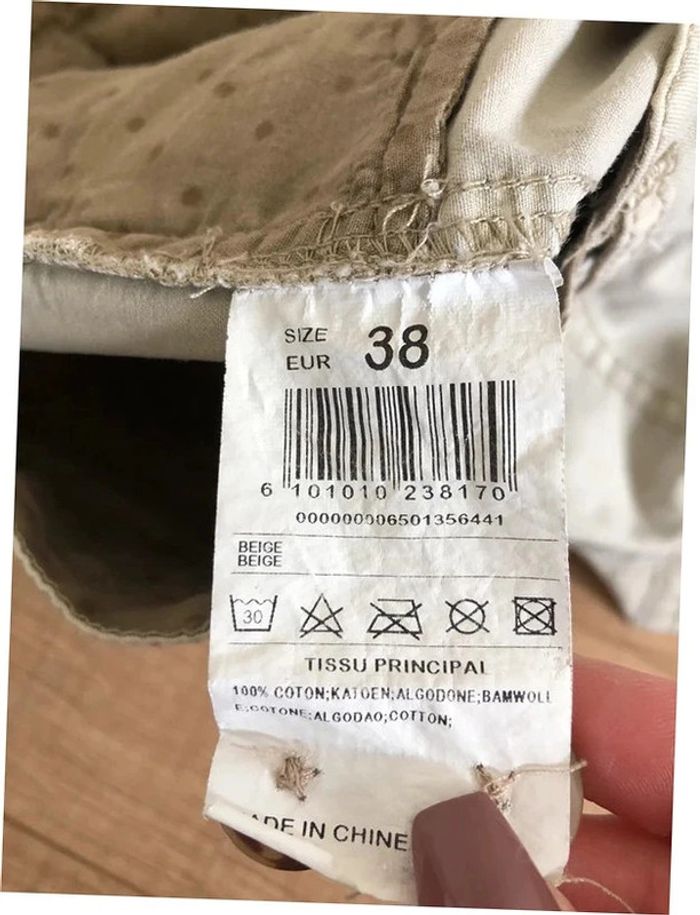 SIZE
EUR 38
6 101010 238170
000000006501356441
BEIGE
BEIGE
30
TISSU PRINCIPAL
100% COTON;KATOEN;ALGODONE;BAMWOLL
E;COTONE;ALGODAO;COTTON;
ADE IN CHINE